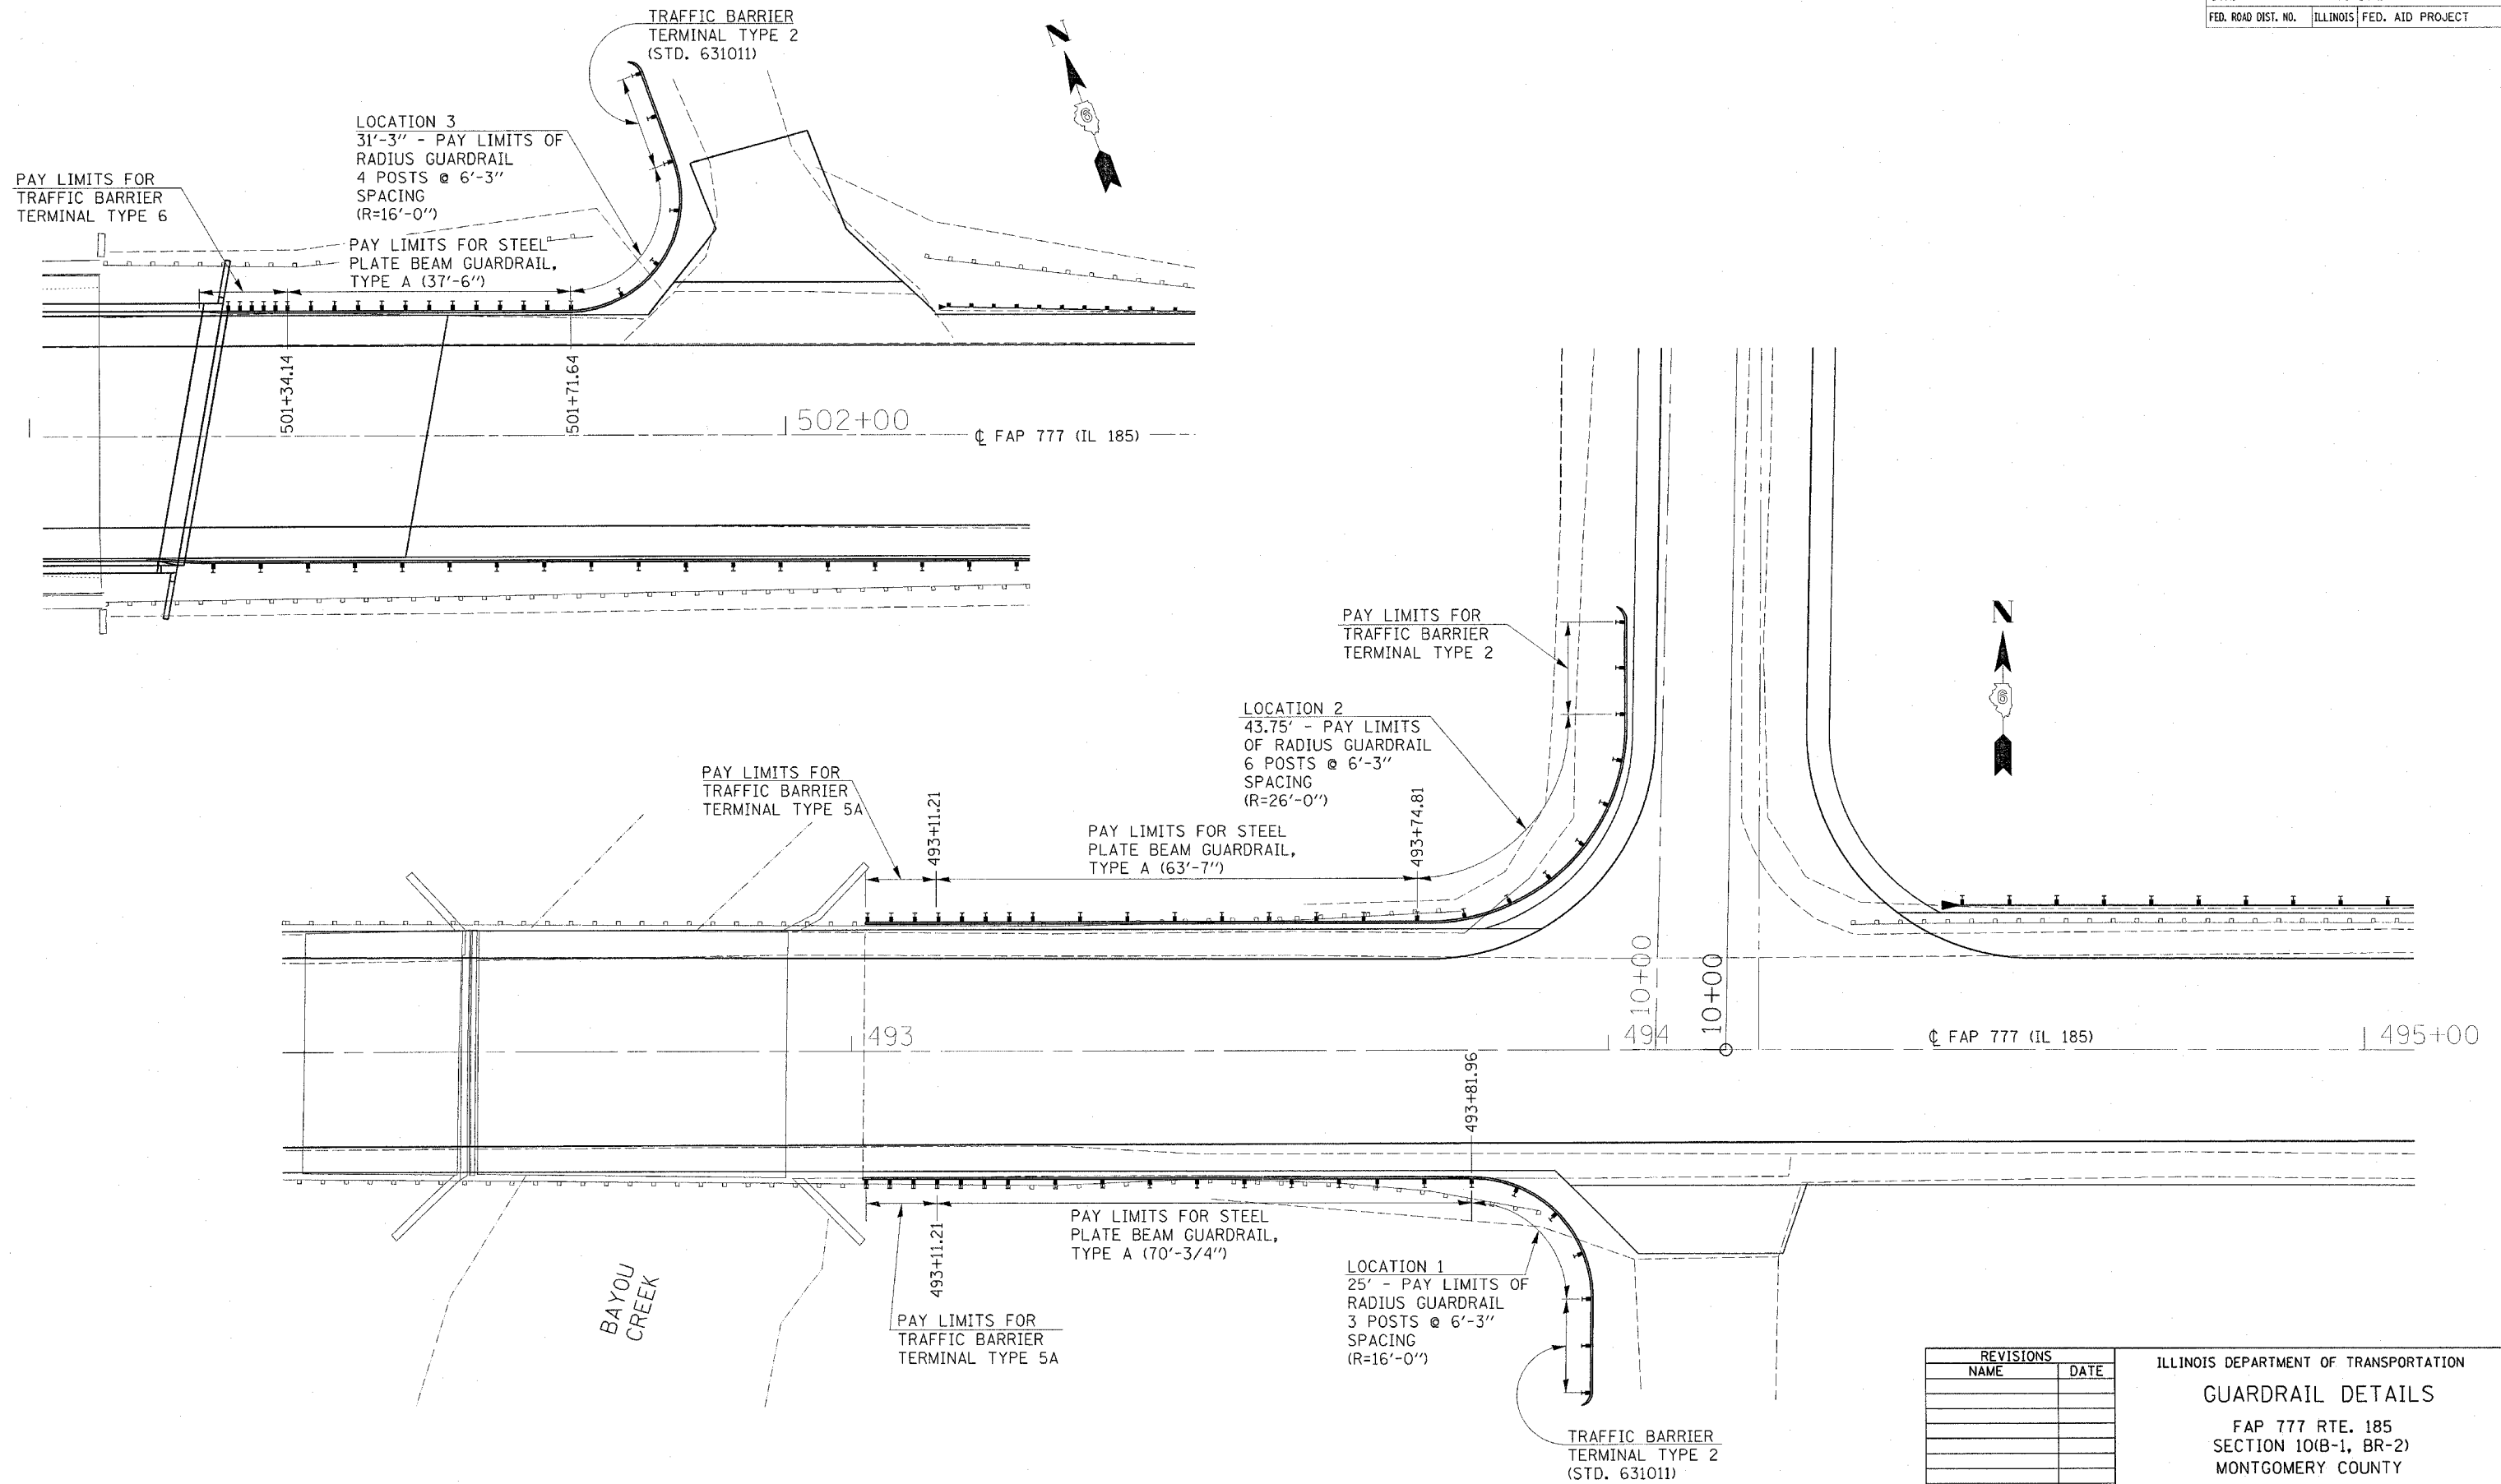 FED. ROAD DIST. NO. ILLINOIS FED. AID PROJECT
TRAFFIC BARRIER
TERMINAL TYPE 2
(STD. 631011)
N
6
LOCATION 3
31'-3" - PAY LIMITS OF
RADIUS GUARDRAIL
4 POSTS @ 6'-3"
SPACING
(R=16'-0")
PAY LIMITS FOR
TRAFFIC BARRIER
TERMINAL TYPE 6
PAY LIMITS FOR STEEL
PLATE BEAM GUARDRAIL,
TYPE A (37'-6")
501+34.14
501+71.64
502+00
℄ FAP 777 (IL 185)
PAY LIMITS FOR
TRAFFIC BARRIER
TERMINAL TYPE 2
N
6
LOCATION 2
43.75' - PAY LIMITS
OF RADIUS GUARDRAIL
6 POSTS @ 6'-3"
SPACING
(R=26'-0")
PAY LIMITS FOR
TRAFFIC BARRIER
TERMINAL TYPE 5A
493+11.21
PAY LIMITS FOR STEEL
PLATE BEAM GUARDRAIL,
TYPE A (63'-7")
493+74.81
10+00
10+00
493
494
℄ FAP 777 (IL 185)
495+00
493+81.96
493+11.21
PAY LIMITS FOR STEEL
PLATE BEAM GUARDRAIL,
TYPE A (70'-3/4")
BAYOU
CREEK
PAY LIMITS FOR
TRAFFIC BARRIER
TERMINAL TYPE 5A
LOCATION 1
25' - PAY LIMITS OF
RADIUS GUARDRAIL
3 POSTS @ 6'-3"
SPACING
(R=16'-0")
TRAFFIC BARRIER
TERMINAL TYPE 2
(STD. 631011)
REVISIONS
NAME DATE
ILLINOIS DEPARTMENT OF TRANSPORTATION
GUARDRAIL DETAILS
FAP 777 RTE. 185
SECTION 10(B-1, BR-2)
MONTGOMERY COUNTY